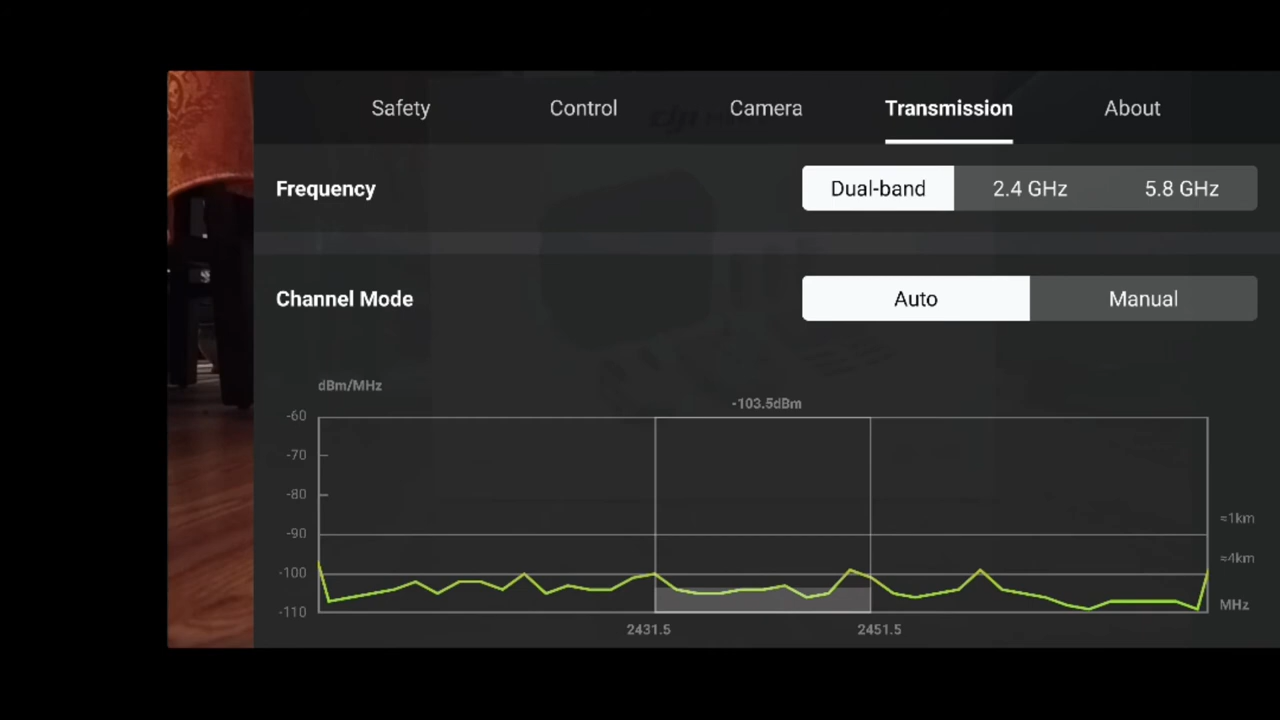 Safety Control Camera Transmission About
Frequency Dual-band 2.4 GHz 5.8 GHz
Channel Mode Auto Manual
dBm/MHz
-103.5dBm
-60
-70
-80
-90 ≈1km
-100 ≈4km
-110 MHz
2431.5 2451.5